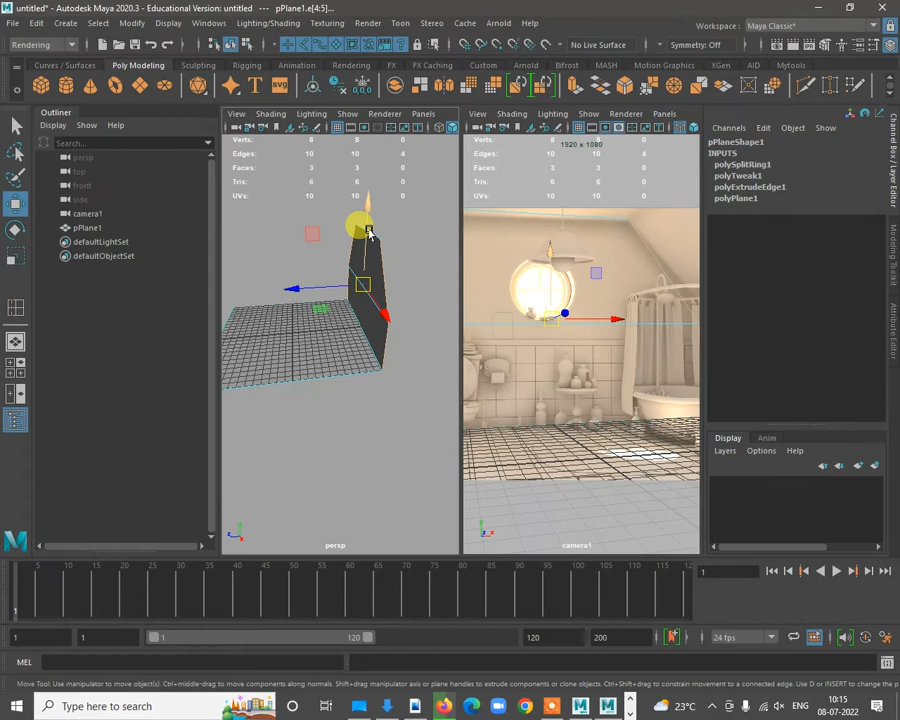 untitled* - Autodesk MAYA 2020.3 - Educational Version: untitled   --- pPlane1.e[4:5]...
File Edit Create Select Modify Display Windows Lighting/Shading Texturing Render Toon Stereo Cache Arnold Help
Workspace : Maya Classic*
Rendering No Live Surface Symmetry: Off
Curves / Surfaces Poly Modeling Sculpting Rigging Animation Rendering FX FX Caching Custom Arnold Bifrost MASH Motion Graphics XGen AID Mytools
Outliner
Display Show Help
Search...
persp
top
front
side
camera1
pPlane1
defaultLightSet
defaultObjectSet
View Shading Lighting Show Renderer Panels
Verts: 8 8 0
Edges: 10 10 4
Faces: 3 3 0
Tris: 6 6 0
UVs: 10 10 0
persp
View Shading Lighting Show Renderer Panels
1920 x 1080
Verts: 8 8 0
Edges: 10 10 4
Faces: 3 3 0
Tris: 6 6 0
UVs: 10 10 0
camera1
Channels Edit Object Show
pPlaneShape1
INPUTS
polySplitRing1
polyTweak1
polyExtrudeEdge1
polyPlane1
Display Anim
Layers Options Help
Channel Box / Layer Editor
Modeling Toolkit
Attribute Editor
5 10 15 20 25 30 35 40 45 50 55 60 65 70 75 80 85 90 95 100 105 110 115 12
1
1
1 1 1 120 120 200 24 fps
MEL
Move Tool: Use manipulator to move object(s). Ctrl+middle-drag to move components along normals. Shift+drag manipulator axis or plane handles to extrude components or clone objects. Ctrl+Shift+drag to constrain movement to a connected edge. Use D or INSERT to change the p
Type here to search
23°C
ENG
10:15
08-07-2022